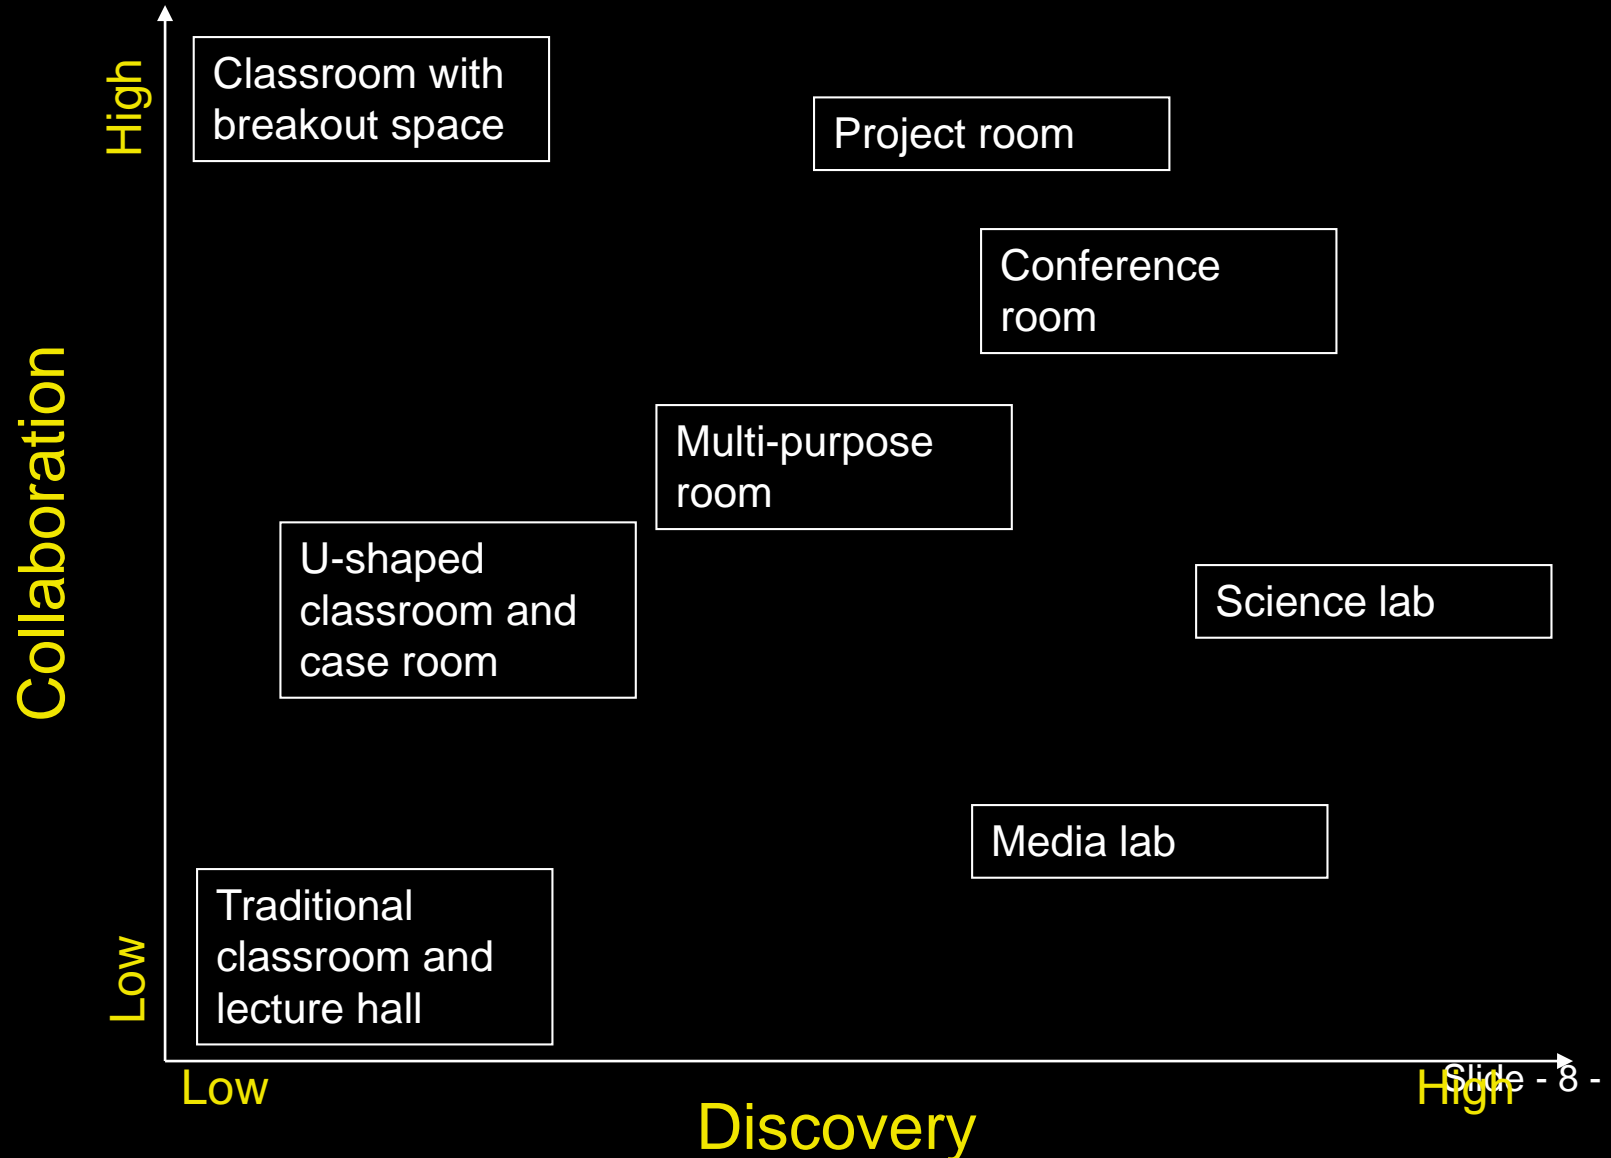 High
Classroom with
breakout space
Project room
Conference
room
Collaboration
Multi-purpose
room
U-shaped
classroom and
case room
Science lab
Media lab
Traditional
classroom and
lecture hall
Low
Low
High
Slide - 8 -
Discovery